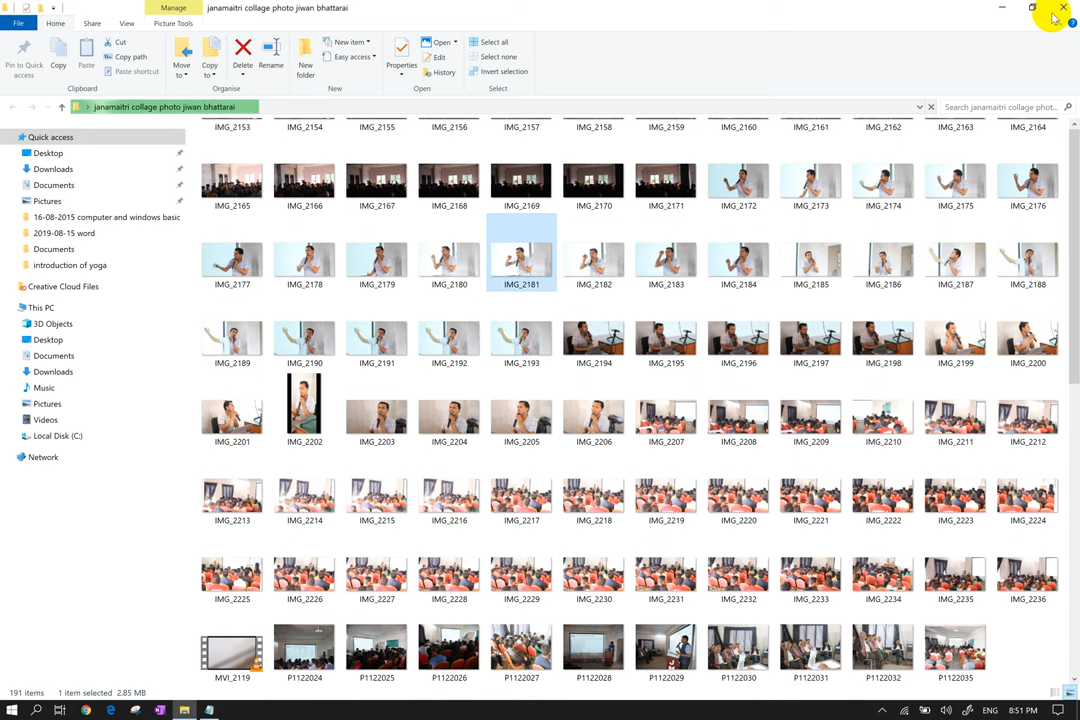 Manage
janamaitri collage photo jiwan bhattarai
File
Home
Share
View
Picture Tools
Pin to Quick access
Copy
Paste
Cut
Copy path
Paste shortcut
Clipboard
Move to
Copy to
Delete
Rename
Organise
New folder
New item
Easy access
New
Properties
Open
Edit
History
Open
Select all
Select none
Invert selection
Select
janamaitri collage photo jiwan bhattarai
Search janamaitri collage phot...
Quick access
Desktop
Downloads
Documents
Pictures
16-08-2015 computer and windows basic
2019-08-15 word
Documents
introduction of yoga
Creative Cloud Files
This PC
3D Objects
Desktop
Documents
Downloads
Music
Pictures
Videos
Local Disk (C:)
Network
IMG_2153 IMG_2154 IMG_2155 IMG_2156 IMG_2157 IMG_2158 IMG_2159 IMG_2160 IMG_2161 IMG_2162 IMG_2163 IMG_2164
IMG_2165 IMG_2166 IMG_2167 IMG_2168 IMG_2169 IMG_2170 IMG_2171 IMG_2172 IMG_2173 IMG_2174 IMG_2175 IMG_2176
IMG_2177 IMG_2178 IMG_2179 IMG_2180 IMG_2181 IMG_2182 IMG_2183 IMG_2184 IMG_2185 IMG_2186 IMG_2187 IMG_2188
IMG_2189 IMG_2190 IMG_2191 IMG_2192 IMG_2193 IMG_2194 IMG_2195 IMG_2196 IMG_2197 IMG_2198 IMG_2199 IMG_2200
IMG_2201 IMG_2202 IMG_2203 IMG_2204 IMG_2205 IMG_2206 IMG_2207 IMG_2208 IMG_2209 IMG_2210 IMG_2211 IMG_2212
IMG_2213 IMG_2214 IMG_2215 IMG_2216 IMG_2217 IMG_2218 IMG_2219 IMG_2220 IMG_2221 IMG_2222 IMG_2223 IMG_2224
IMG_2225 IMG_2226 IMG_2227 IMG_2228 IMG_2229 IMG_2230 IMG_2231 IMG_2232 IMG_2233 IMG_2234 IMG_2235 IMG_2236
MVI_2119 P1122024 P1122025 P1122026 P1122027 P1122028 P1122029 P1122030 P1122031 P1122032 P1122035
191 items 1 item selected 2.85 MB
ENG 8:51 PM